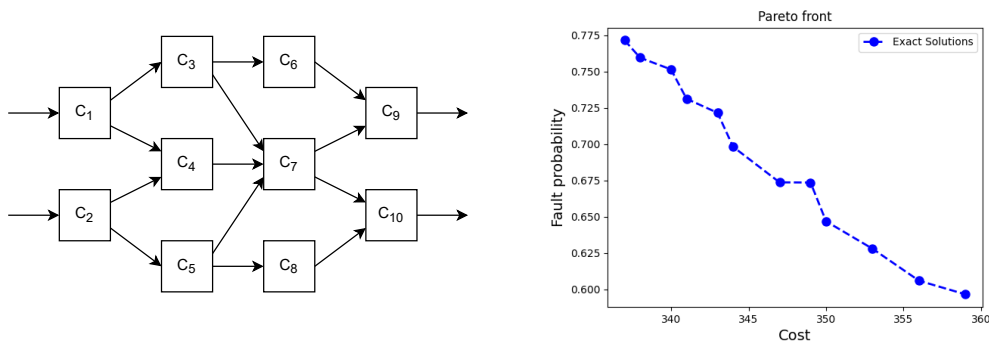 C1
C2
C3
C4
C5
C6
C7
C8
C9
C10
Pareto front
Exact Solutions
Fault probability
0.775
0.750
0.725
0.700
0.675
0.650
0.625
0.600
340
345
350
355
360
Cost